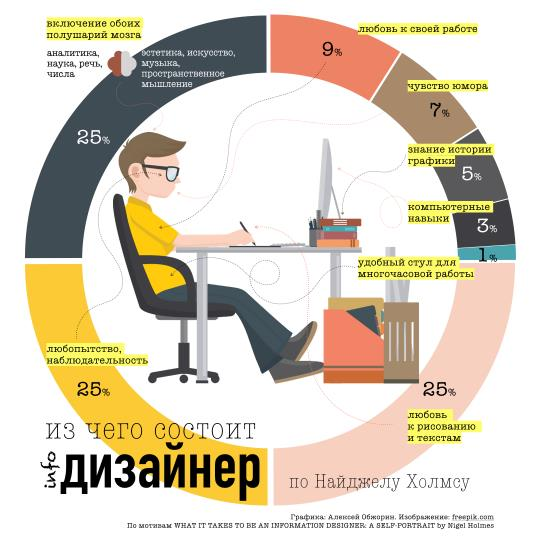 включение обоих
полушарий мозга
аналитика,
наука, речь,
числа
эстетика, искусство,
музыка,
пространственное
мышление
25%
9%
любовь к своей работе
чувство юмора
7%
знание истории
графики
5%
компьютерные
навыки
3%
1%
удобный стул для
многочасовой работы
любопытство,
наблюдательность
25%
25%
любовь
к рисованию
и текстам
из чего состоит
info дизайнер
по Найджелу Холмсу
Графика: Алексей Обжорин. Изображение: freepik.com
По мотивам WHAT IT TAKES TO BE AN INFORMATION DESIGNER: A SELF-PORTRAIT by Nigel Holmes